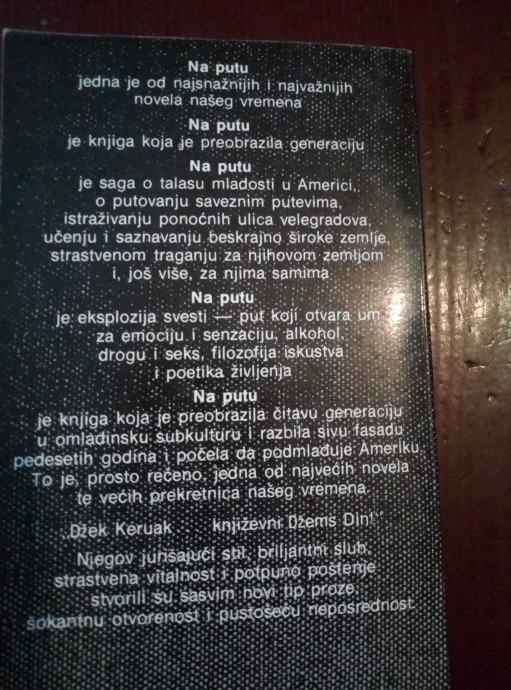 Na putu
jedna je od najsnažnijih i najvažnijih
novela našeg vremena
Na putu
je knjiga koja je preobrazila generaciju
Na putu
je saga o talasu mladosti u Americi,
o putovanju saveznim putevima,
istraživanju ponoćnih ulica velegradova,
učenju i saznavanju beskrajno široke zemlje,
strastvenom traganju za njihovom zemljom
i, još više, za njima samima
Na putu
je eksplozija svesti — put koji otvara um
za emociju i senzaciju, alkohol,
drogu i seks, filozofija iskustva
i poetika življenja
Na putu
je knjiga koja je preobrazila čitavu generaciju
u omladinsku subkulturu i razbila sivu fasadu
pedesetih godina i počela da podmlađuje Ameriku.
To je, prosto rečeno, jedna od najvećih novela
te većih prekretnica našeg vremena.
„Džek Keruak . . . književni Džems Din!”
Njegov jurišajući stil, briljantni sluh,
strastvena vitalnost i potpuno poštenje
stvorili su sasvim novi tip proze,
šokantnu otvorenost i pustošeću neposrednost.